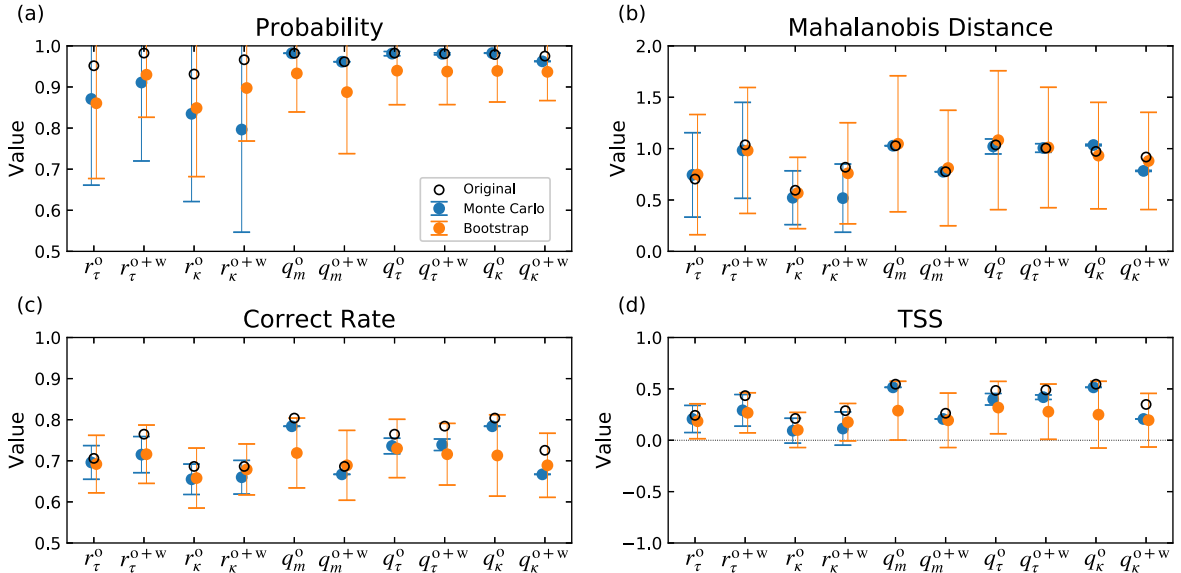 (a)
Probability
1.0
0.9
0.8
0.7
0.6
0.5
Value
Original
Monte Carlo
Bootstrap
r_τ^o r_τ^{o+w} r_κ^o r_κ^{o+w} q_m^o q_m^{o+w} q_τ^o q_τ^{o+w} q_κ^o q_κ^{o+w}
(b)
Mahalanobis Distance
2.0
1.5
1.0
0.5
0.0
Value
r_τ^o r_τ^{o+w} r_κ^o r_κ^{o+w} q_m^o q_m^{o+w} q_τ^o q_τ^{o+w} q_κ^o q_κ^{o+w}
(c)
Correct Rate
1.0
0.9
0.8
0.7
0.6
0.5
Value
r_τ^o r_τ^{o+w} r_κ^o r_κ^{o+w} q_m^o q_m^{o+w} q_τ^o q_τ^{o+w} q_κ^o q_κ^{o+w}
(d)
TSS
1.0
0.5
0.0
−0.5
−1.0
Value
r_τ^o r_τ^{o+w} r_κ^o r_κ^{o+w} q_m^o q_m^{o+w} q_τ^o q_τ^{o+w} q_κ^o q_κ^{o+w}